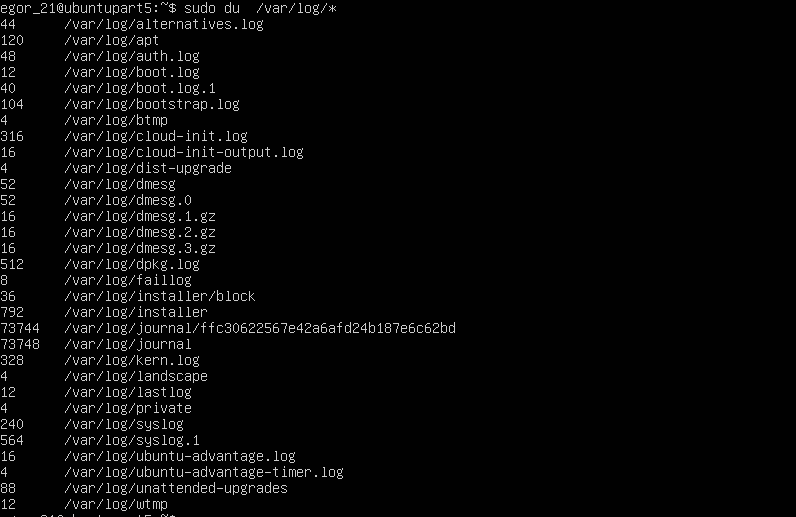 egor_21@ubuntupart5:~$ sudo du  /var/log/*
44      /var/log/alternatives.log
120     /var/log/apt
48      /var/log/auth.log
12      /var/log/boot.log
40      /var/log/boot.log.1
104     /var/log/bootstrap.log
4       /var/log/btmp
316     /var/log/cloud-init.log
16      /var/log/cloud-init-output.log
4       /var/log/dist-upgrade
52      /var/log/dmesg
52      /var/log/dmesg.0
16      /var/log/dmesg.1.gz
16      /var/log/dmesg.2.gz
16      /var/log/dmesg.3.gz
512     /var/log/dpkg.log
8       /var/log/faillog
36      /var/log/installer/block
792     /var/log/installer
73744   /var/log/journal/ffc30622567e42a6afd24b187e6c62bd
73748   /var/log/journal
328     /var/log/kern.log
4       /var/log/landscape
12      /var/log/lastlog
4       /var/log/private
240     /var/log/syslog
564     /var/log/syslog.1
16      /var/log/ubuntu-advantage.log
4       /var/log/ubuntu-advantage-timer.log
88      /var/log/unattended-upgrades
12      /var/log/wtmp